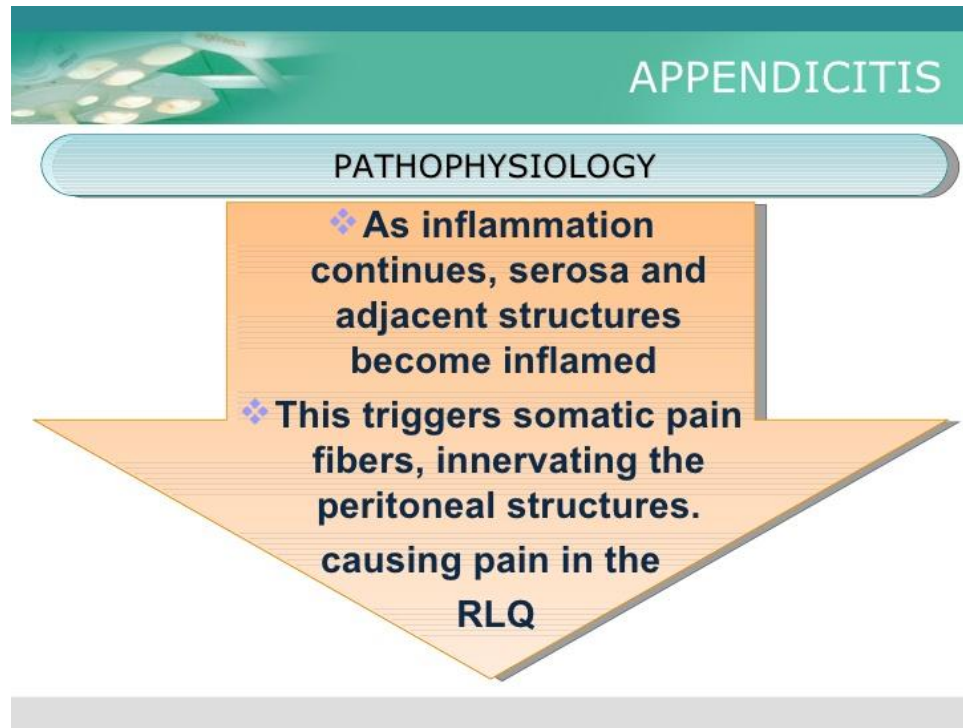 APPENDICITIS
PATHOPHYSIOLOGY
❖ As inflammation
continues, serosa and
adjacent structures
become inflamed
❖ This triggers somatic pain
fibers, innervating the
peritoneal structures.
causing pain in the
RLQ